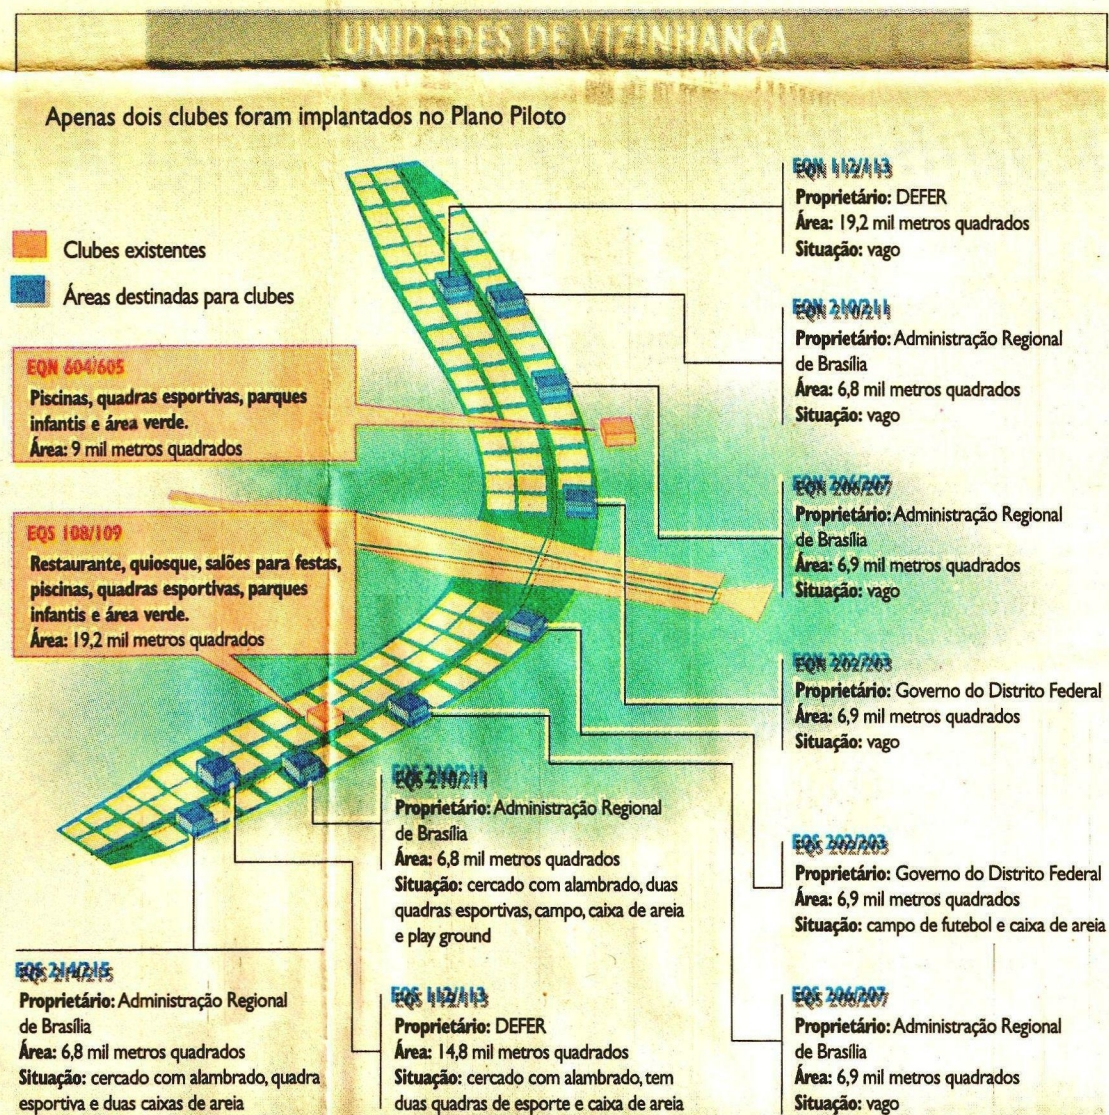 UNIDADES DE VIZINHANÇA
Apenas dois clubes foram implantados no Plano Piloto
Clubes existentes
Áreas destinadas para clubes
EQN 604/605
Piscinas, quadras esportivas, parques
infantis e área verde.
Área: 9 mil metros quadrados
EQS 108/109
Restaurante, quiosque, salões para festas,
piscinas, quadras esportivas, parques
infantis e área verde.
Área: 19,2 mil metros quadrados
EQN 112/113
Proprietário: DEFER
Área: 19,2 mil metros quadrados
Situação: vago
EQN 210/211
Proprietário: Administração Regional
de Brasília
Área: 6,8 mil metros quadrados
Situação: vago
EQN 206/207
Proprietário: Administração Regional
de Brasília
Área: 6,9 mil metros quadrados
Situação: vago
EQN 202/203
Proprietário: Governo do Distrito Federal
Área: 6,9 mil metros quadrados
Situação: vago
EQS 202/203
Proprietário: Governo do Distrito Federal
Área: 6,9 mil metros quadrados
Situação: campo de futebol e caixa de areia
EQS 206/207
Proprietário: Administração Regional
de Brasília
Área: 6,9 mil metros quadrados
Situação: vago
EQS 210/211
Proprietário: Administração Regional
de Brasília
Área: 6,8 mil metros quadrados
Situação: cercado com alambrado, duas
quadras esportivas, campo, caixa de areia
e play ground
EQS 112/113
Proprietário: DEFER
Área: 14,8 mil metros quadrados
Situação: cercado com alambrado, tem
duas quadras de esporte e caixa de areia
EQS 214/215
Proprietário: Administração Regional
de Brasília
Área: 6,8 mil metros quadrados
Situação: cercado com alambrado, quadra
esportiva e duas caixas de areia